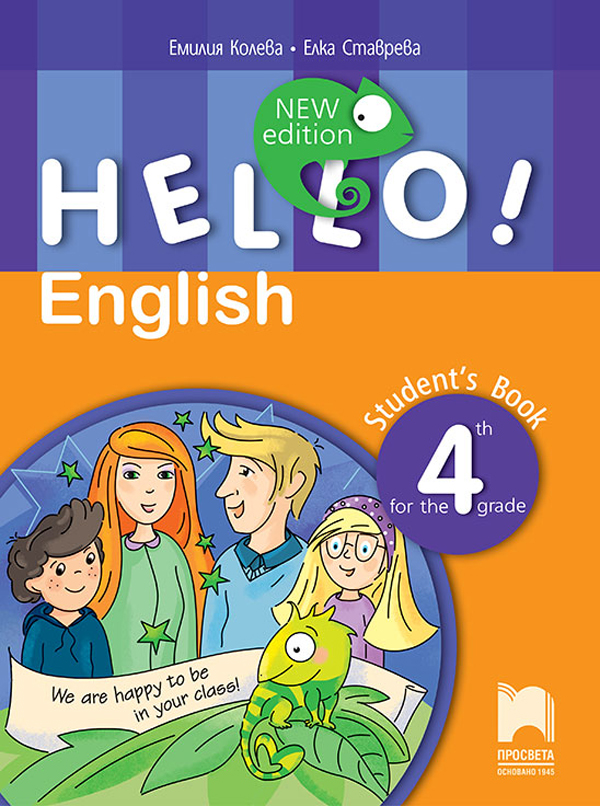 Емилия Колева • Елка Ставрева
NEW
edition
HELLO!
English
Student's Book
for the 4th grade
We are happy to be
in your class!
ПРОСВЕТА
ОСНОВАНО 1945